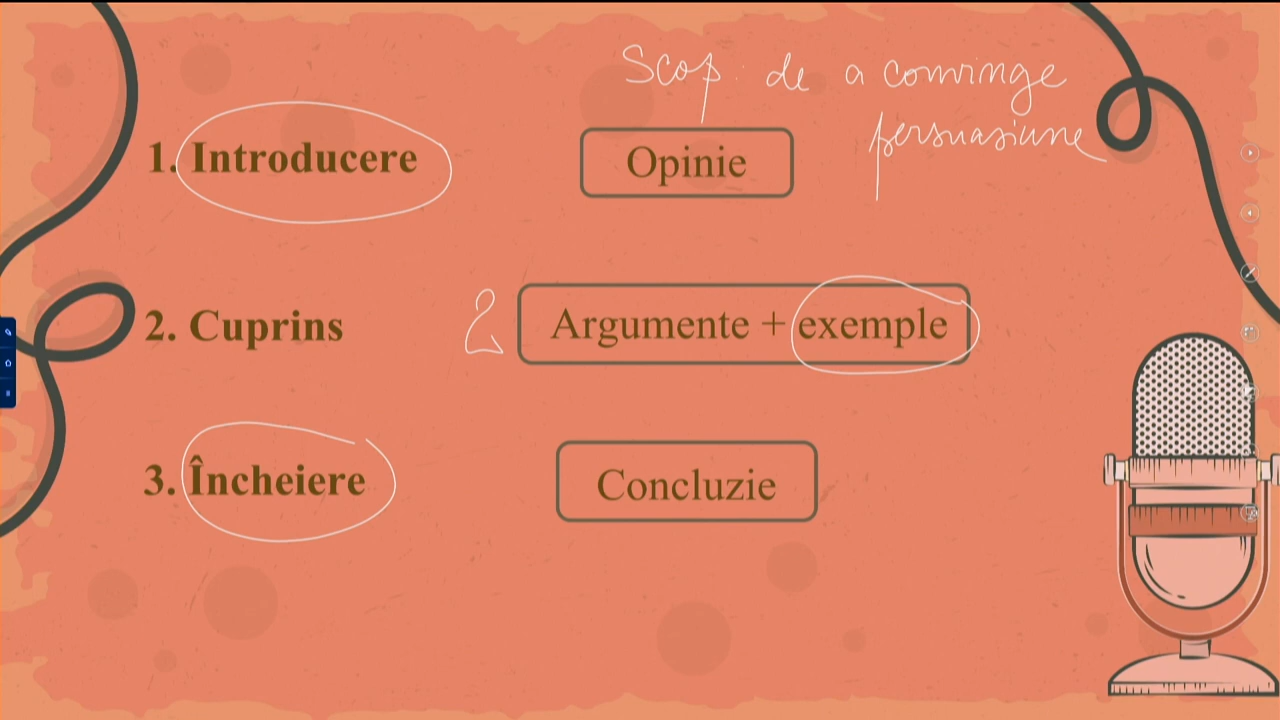 Scop: de a convinge
persuasiune
1. Introducere
Opinie
2. Cuprins
2 Argumente + exemple
3. Încheiere
Concluzie